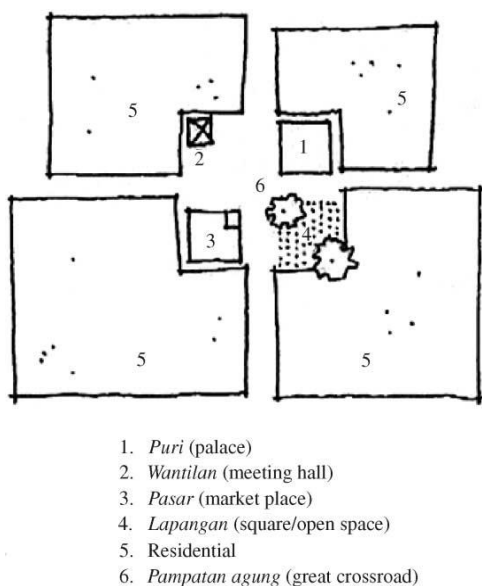 5
5
1
2
6
3
4
5
5
1. Puri (palace)
2. Wantilan (meeting hall)
3. Pasar (market place)
4. Lapangan (square/open space)
5. Residential
6. Pampatan agung (great crossroad)